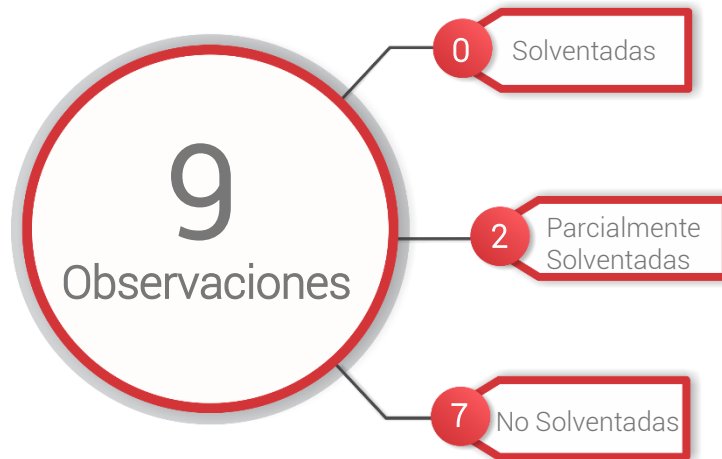 9
Observaciones
0
Solventadas
2
Parcialmente
Solventadas
7
No Solventadas